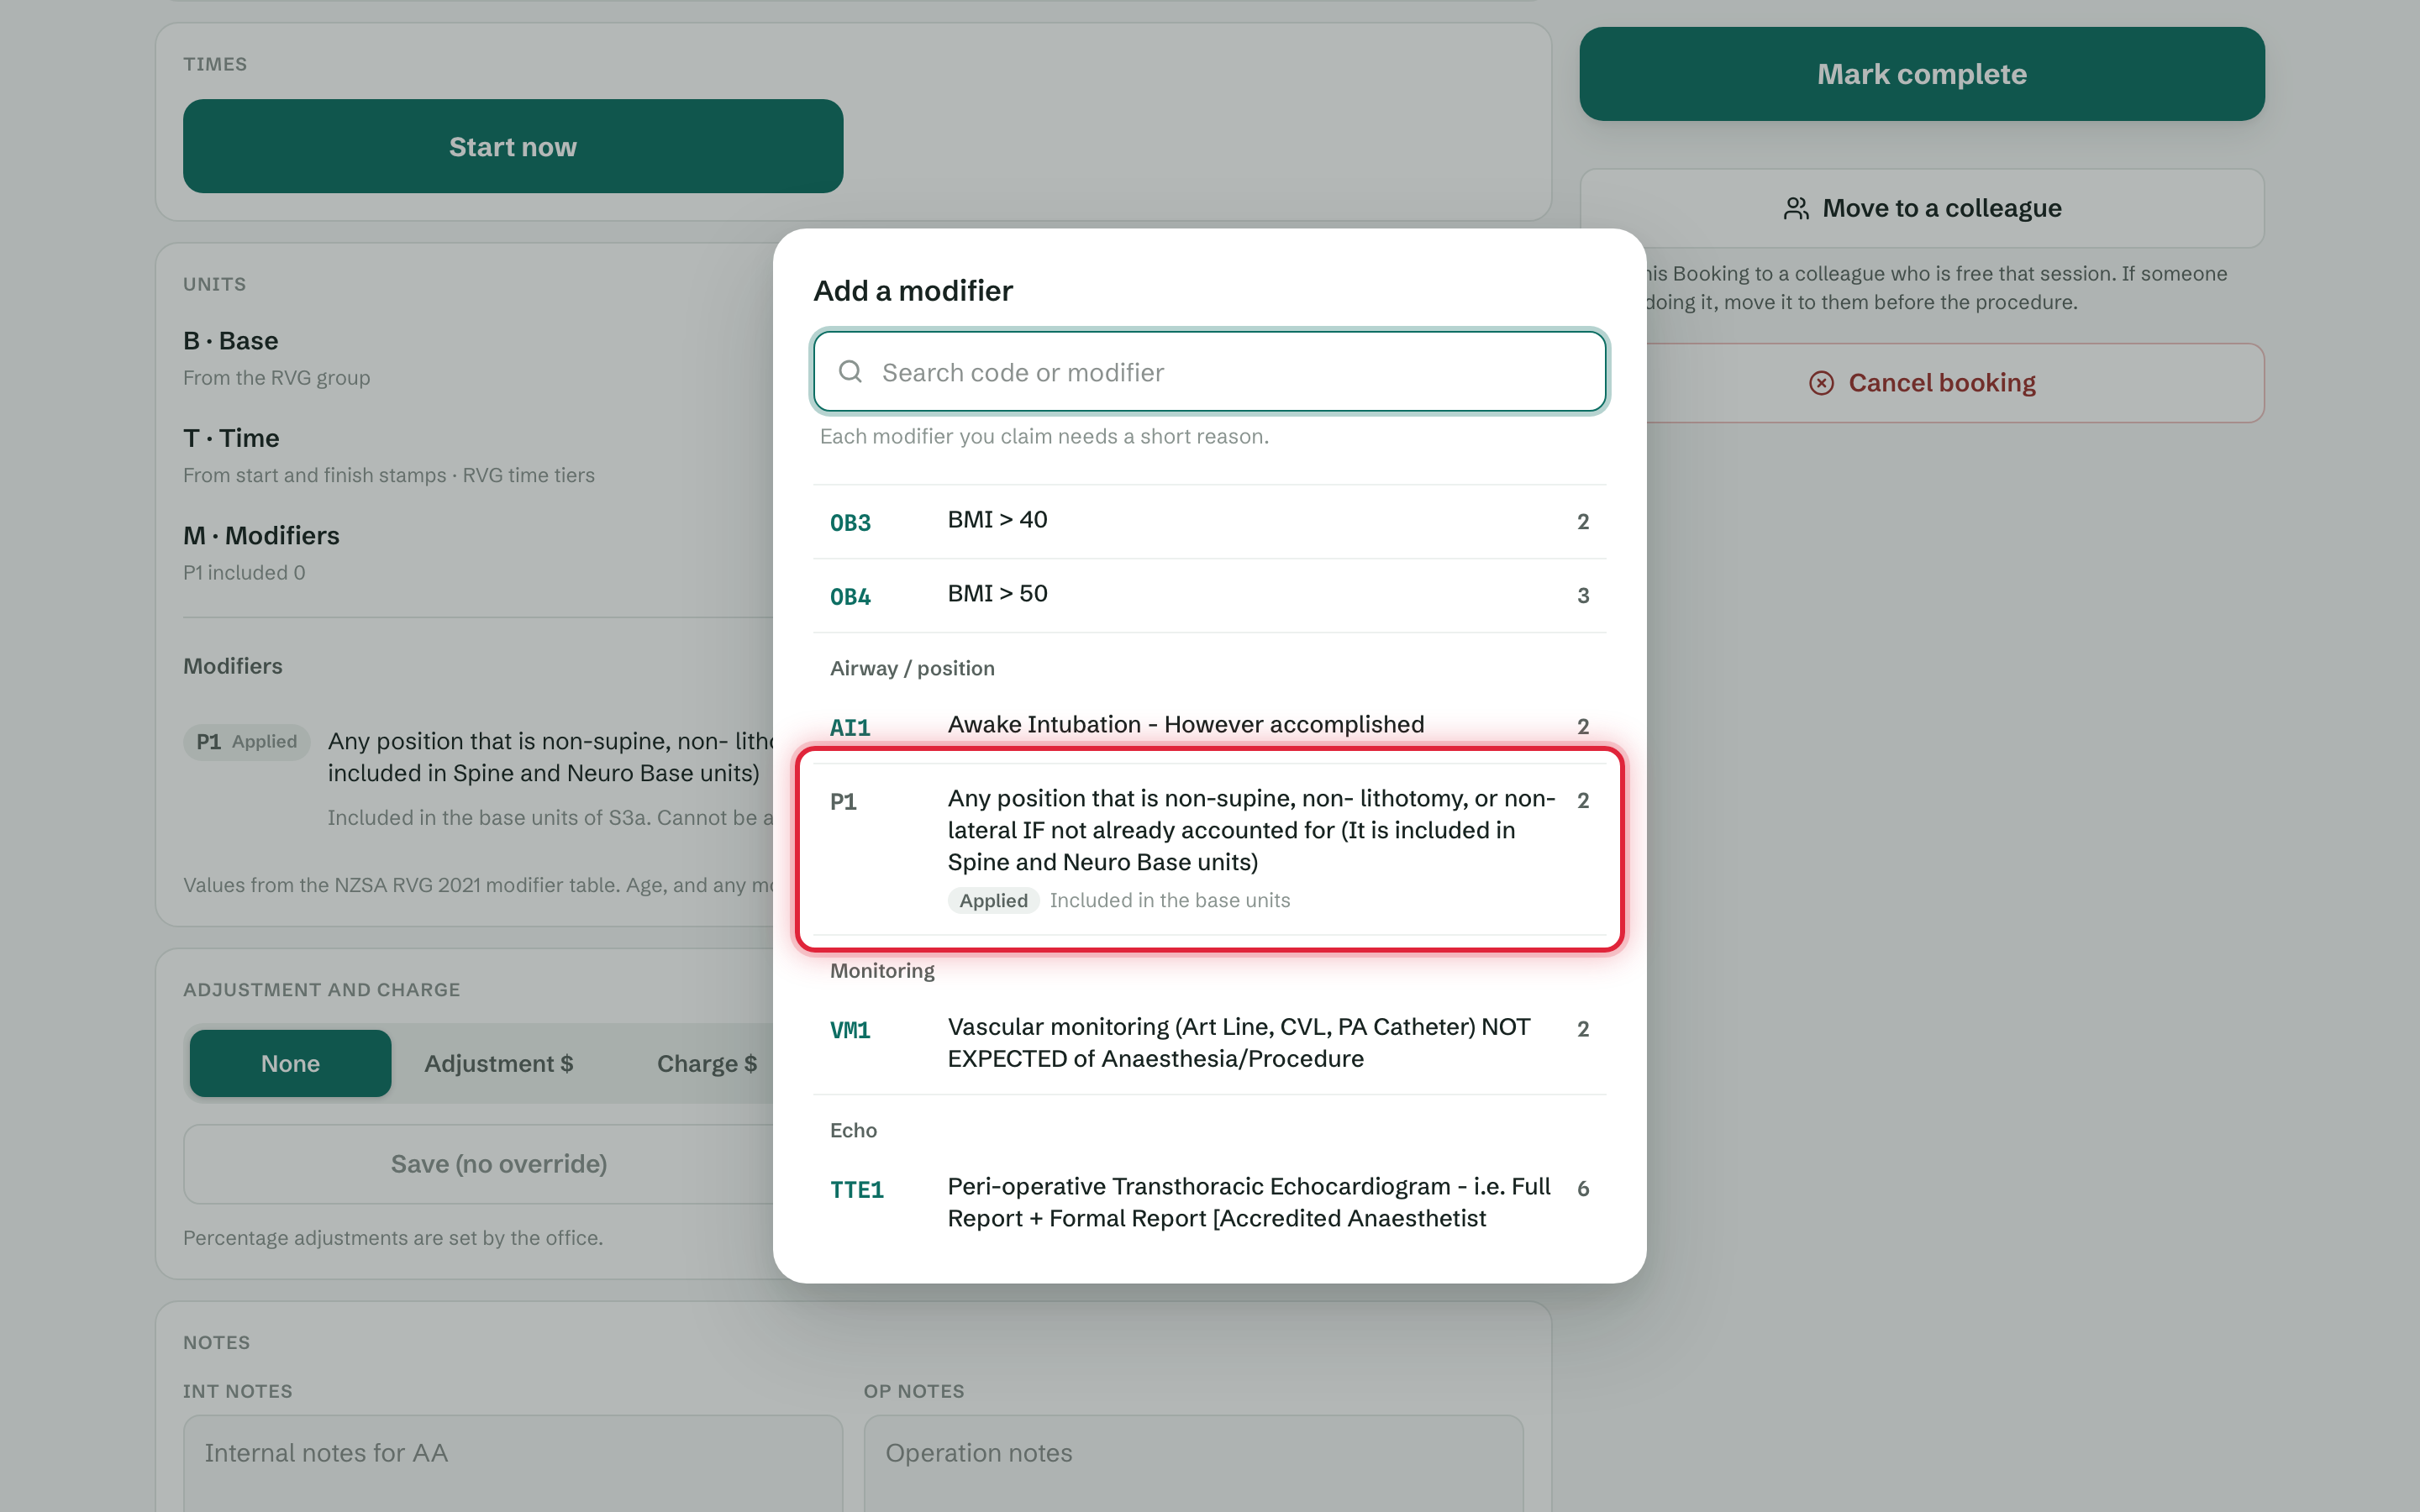 TIMES
Start now
Mark complete
Move to a colleague
his Booking to a colleague who is free that session. If someone
doing it, move it to them before the procedure.
Cancel booking
UNITS
B · Base
From the RVG group
T · Time
From start and finish stamps · RVG time tiers
M · Modifiers
P1 included 0
Modifiers
P1 Applied
Any position that is non-supine, non- litho
included in Spine and Neuro Base units)
Included in the base units of S3a. Cannot be a
Values from the NZSA RVG 2021 modifier table. Age, and any mo
ADJUSTMENT AND CHARGE
None
Adjustment $
Charge $
Save (no override)
Percentage adjustments are set by the office.
NOTES
INT NOTES
Internal notes for AA
OP NOTES
Operation notes
Add a modifier
Search code or modifier
Each modifier you claim needs a short reason.
OB3 BMI > 40 2
OB4 BMI > 50 3
Airway / position
AI1 Awake Intubation - However accomplished 2
P1 Any position that is non-supine, non- lithotomy, or non- 2
lateral IF not already accounted for (It is included in
Spine and Neuro Base units)
Applied Included in the base units
Monitoring
VM1 Vascular monitoring (Art Line, CVL, PA Catheter) NOT 2
EXPECTED of Anaesthesia/Procedure
Echo
TTE1 Peri-operative Transthoracic Echocardiogram - i.e. Full 6
Report + Formal Report [Accredited Anaesthetist